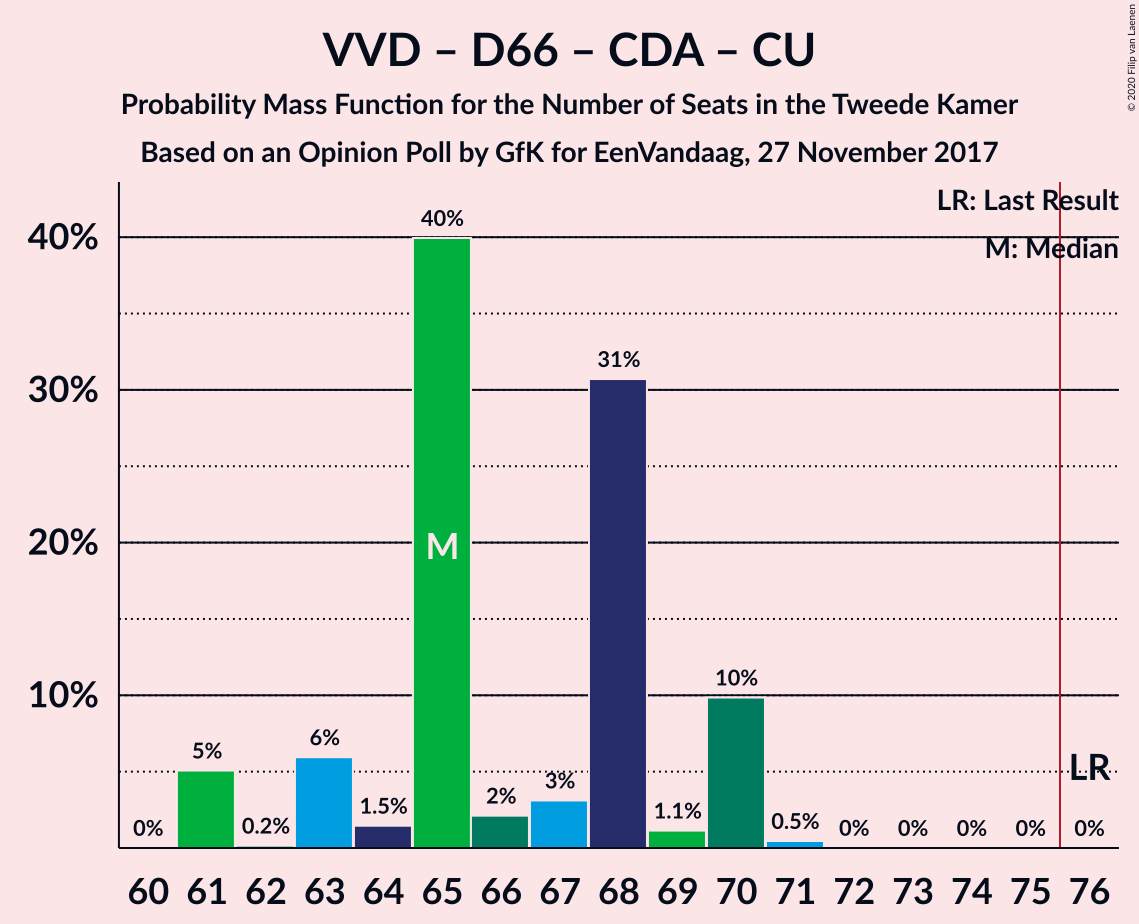 © 2020 Filip van Laenen
VVD – D66 – CDA – CU
Probability Mass Function for the Number of Seats in the Tweede Kamer
Based on an Opinion Poll by GfK for EenVandaag, 27 November 2017
LR: Last Result
M: Median
40%
30%
20%
10%
0%
5%
0.2%
6%
1.5%
40%
M
2%
3%
31%
1.1%
10%
0.5%
0%
0%
0%
0%
0%
LR
60 61 62 63 64 65 66 67 68 69 70 71 72 73 74 75 76